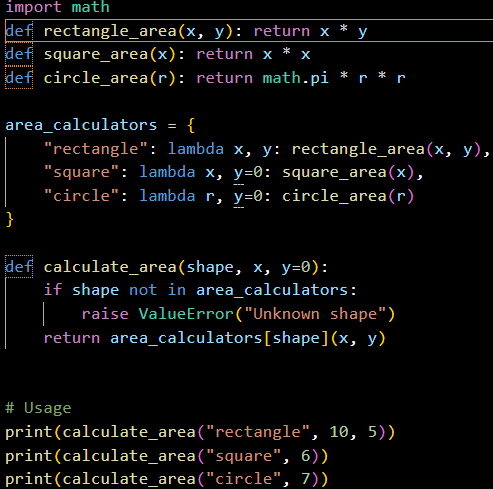 import math
def rectangle_area(x, y): return x * y
def square_area(x): return x * x
def circle_area(r): return math.pi * r * r

area_calculators = {
    "rectangle": lambda x, y: rectangle_area(x, y),
    "square": lambda x, y=0: square_area(x),
    "circle": lambda r, y=0: circle_area(r)
}

def calculate_area(shape, x, y=0):
    if shape not in area_calculators:
        raise ValueError("Unknown shape")
    return area_calculators[shape](x, y)


# Usage
print(calculate_area("rectangle", 10, 5))
print(calculate_area("square", 6))
print(calculate_area("circle", 7))